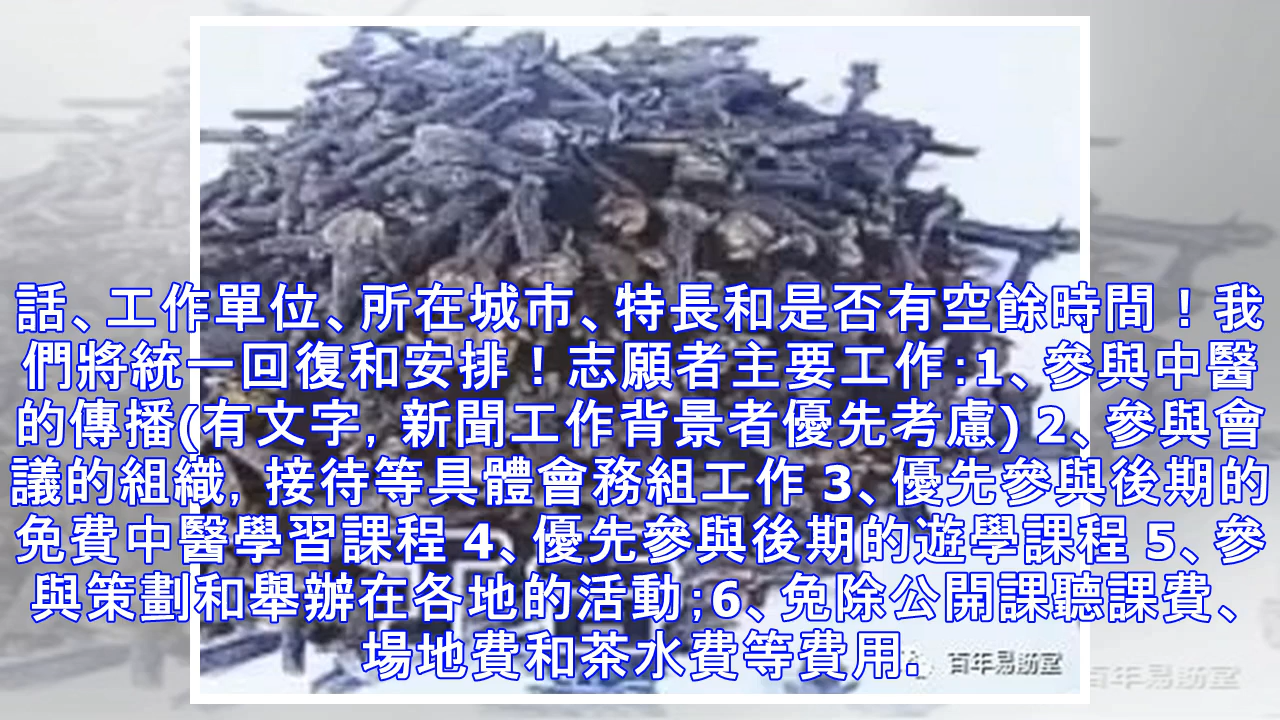 話、工作單位、所在城市、特長和是否有空餘時間！我
們將統一回復和安排！志願者主要工作:1、參與中醫
的傳播(有文字, 新聞工作背景者優先考慮) 2、參與會
議的組織, 接待等具體會務組工作 3、優先參與後期的
免費中醫學習課程 4、優先參與後期的遊學課程 5、參
與策劃和舉辦在各地的活動;6、免除公開課聽課費、
場地費和茶水費等費用.
百年易勛堂
百年易勛堂